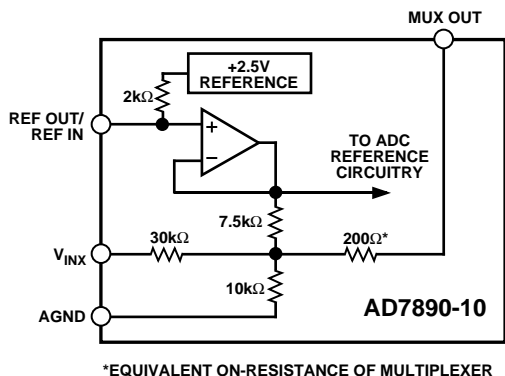 MUX OUT
+2.5V
REFERENCE
2kΩ
REF OUT/
REF IN
+
−
TO ADC
REFERENCE
CIRCUITRY
7.5kΩ
30kΩ
200Ω*
VINX
10kΩ
AD7890-10
AGND
*EQUIVALENT ON-RESISTANCE OF MULTIPLEXER